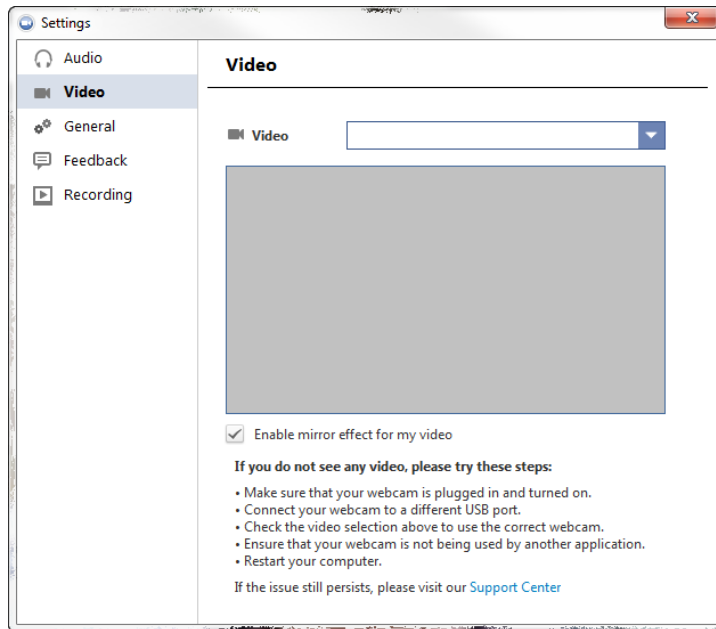 Settings
Audio
Video
General
Feedback
Recording
Video
Video
Enable mirror effect for my video
If you do not see any video, please try these steps:
• Make sure that your webcam is plugged in and turned on.
• Connect your webcam to a different USB port.
• Check the video selection above to use the correct webcam.
• Ensure that your webcam is not being used by another application.
• Restart your computer.
If the issue still persists, please visit our Support Center